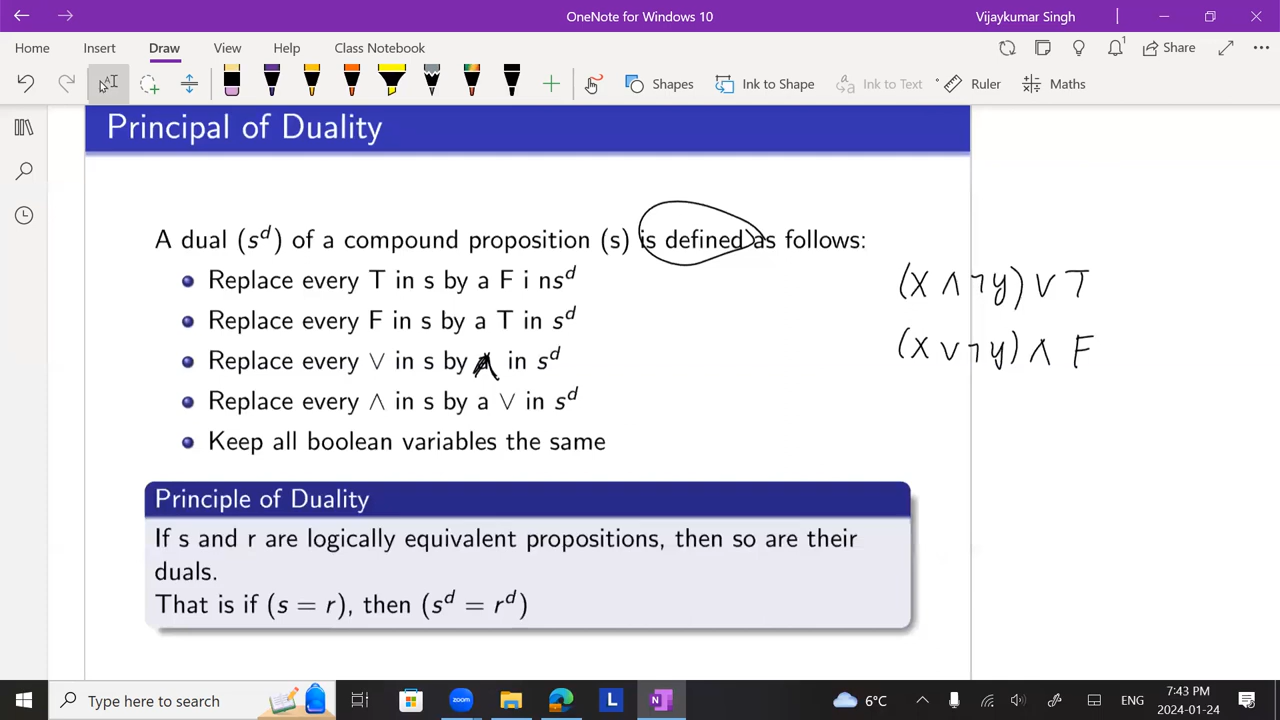 OneNote for Windows 10
Vijaykumar Singh
Home Insert Draw View Help Class Notebook
Share
Shapes Ink to Shape Ink to Text Ruler Maths
Principal of Duality
A dual (s^d) of a compound proposition (s) is defined as follows:
Replace every T in s by a F i ns^d
Replace every F in s by a T in s^d
Replace every ∨ in s by ∧ in s^d
Replace every ∧ in s by a ∨ in s^d
Keep all boolean variables the same
(x ∧ ¬y) ∨ T
(x ∨ ¬y) ∧ F
Principle of Duality
If s and r are logically equivalent propositions, then so are their
duals.
That is if (s = r), then (s^d = r^d)
Type here to search
zoom
L
N
6°C
ENG
7:43 PM
2024-01-24